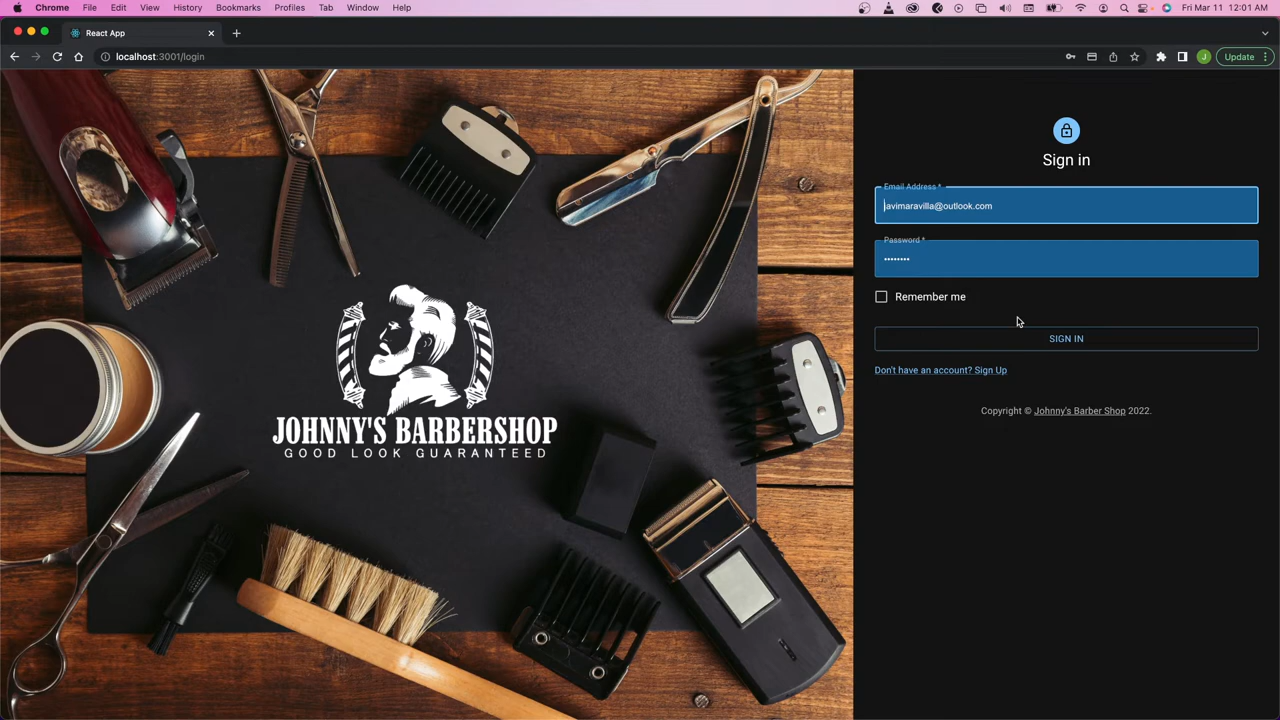 Chrome File Edit View History Bookmarks Profiles Tab Window Help Fri Mar 11 12:01 AM
React App
localhost:3001/login J Update
Sign in
Email Address *
javimaravilla@outlook.com
Password *
••••••••
Remember me
SIGN IN
Don't have an account? Sign Up
Copyright © Johnny's Barber Shop 2022.
JOHNNY'S BARBERSHOP
GOOD LOOK GUARANTEED